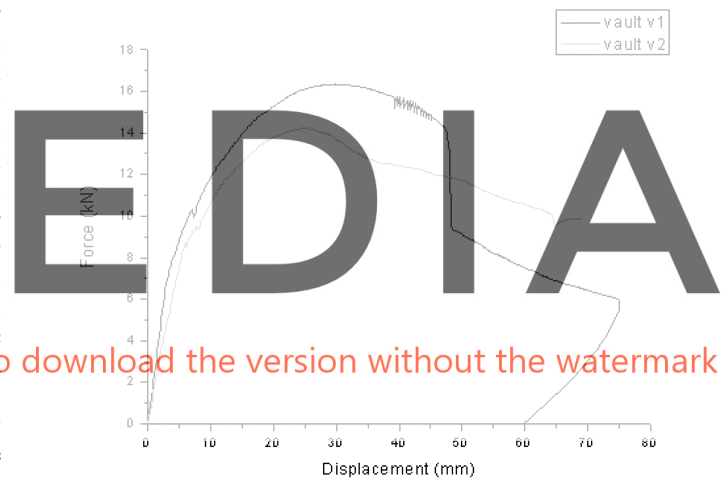 vault v1
vault v2
18
16
14
12
10
8
6
4
2
0
Force (kN)
EDIA
download the version without the watermark
0 10 20 30 40 50 60 70 80
Displacement (mm)